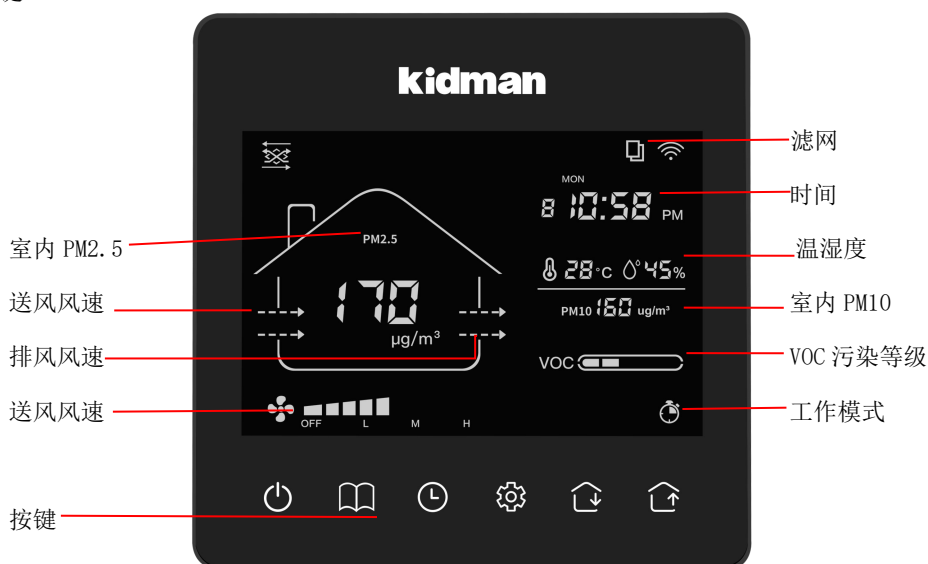 kidman
滤网
MON
8 10:58 PM
时间
室内 PM2.5
PM2.5
温湿度
28°C 45%
送风风速
170
PM10 160 ug/m³
室内 PM10
μg/m³
排风风速
VOC
VOC 污染等级
送风风速
OFF L M H
工作模式
按键